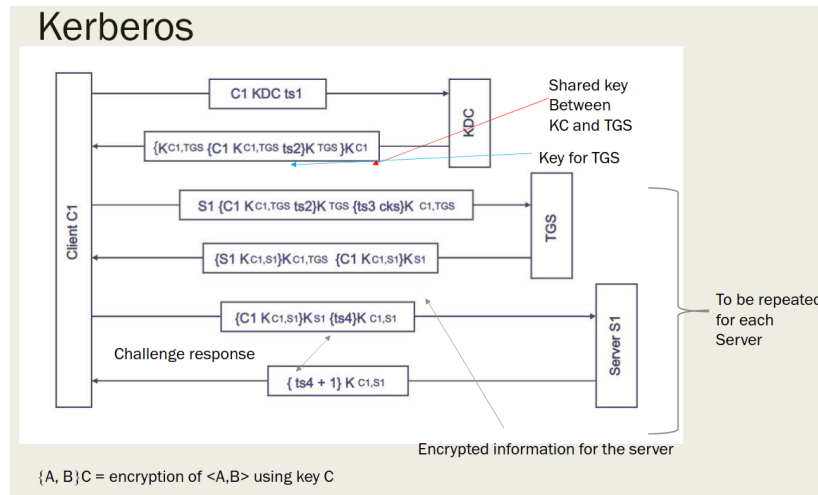 Kerberos
C1 KDC ts1
KDC
Shared key
Between
KC and TGS
{KC1,TGS {C1 KC1,TGS ts2}K TGS }KC1
Key for TGS
Client C1
S1 {C1 KC1,TGS ts2}K TGS {ts3 cks}K C1,TGS
TGS
{S1 KC1,S1}KC1,TGS {C1 KC1,S1}KS1
{C1 KC1,S1}KS1 {ts4}K C1,S1
Server S1
To be repeated
for each
Server
Challenge response
{ ts4 + 1} K C1,S1
Encrypted information for the server
{A, B}C = encryption of <A,B> using key C